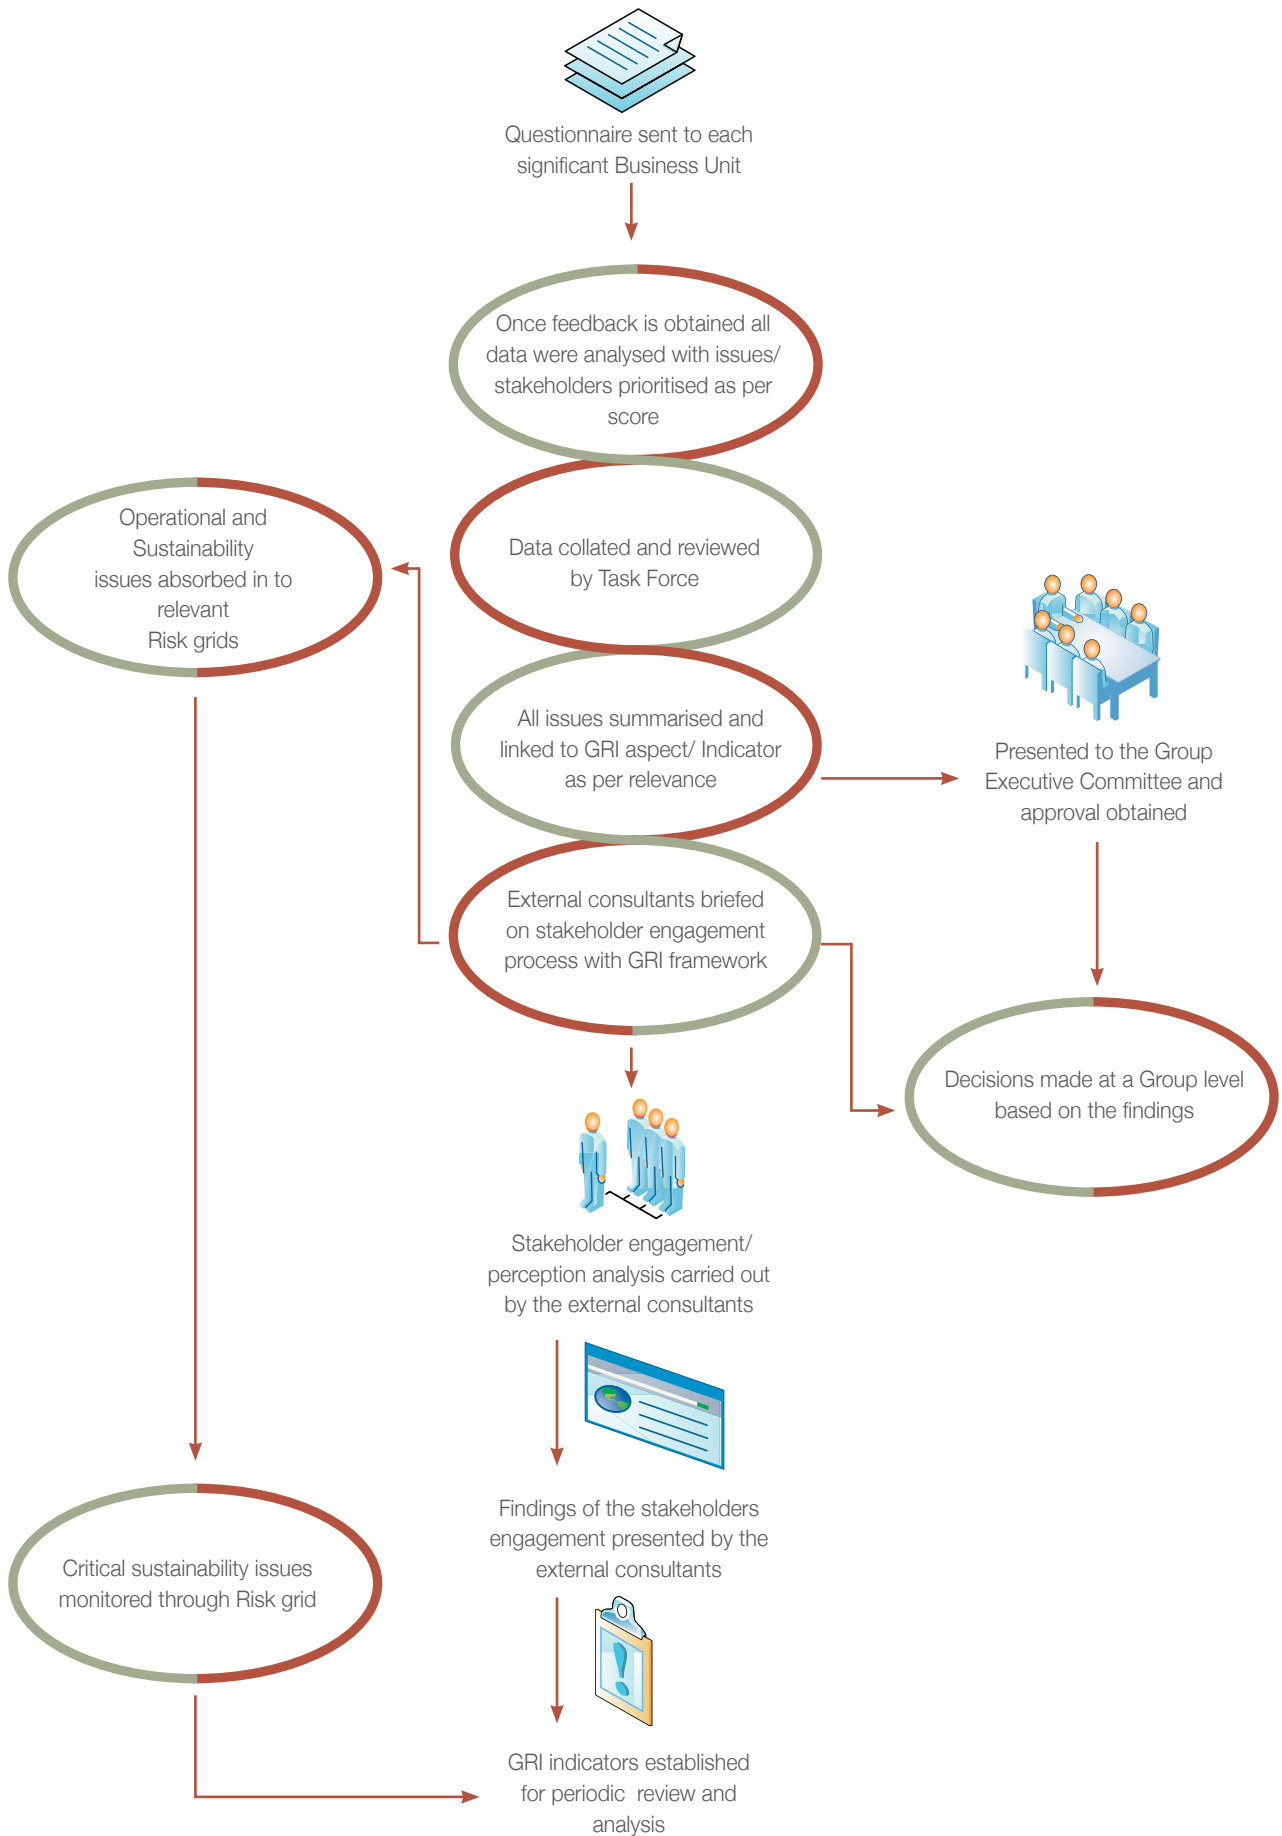 Questionnaire sent to each
significant Business Unit
Once feedback is obtained all
data were analysed with issues/
stakeholders prioritised as per
score
Operational and
Sustainability
issues absorbed in to
relevant
Risk grids
Data collated and reviewed
by Task Force
All issues summarised and
linked to GRI aspect/ Indicator
as per relevance
Presented to the Group
Executive Committee and
approval obtained
External consultants briefed
on stakeholder engagement
process with GRI framework
Decisions made at a Group level
based on the findings
Stakeholder engagement/
perception analysis carried out
by the external consultants
Findings of the stakeholders
engagement presented by the
external consultants
Critical sustainability issues
monitored through Risk grid
GRI indicators established
for periodic  review and
analysis